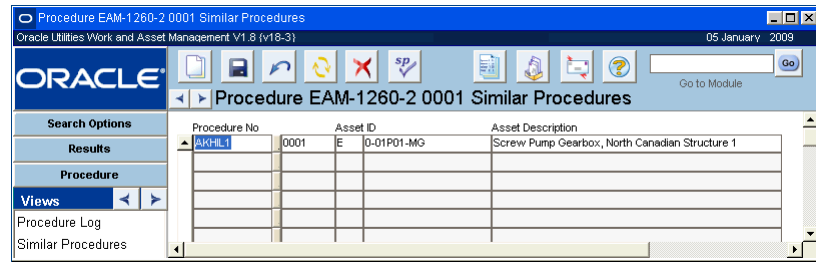 Procedure EAM-1260-2 0001 Similar Procedures
Oracle Utilities Work and Asset Management V1.8 (v18-3) 05 January 2009
ORACLE
sp
Go
Go to Module
Procedure EAM-1260-2 0001 Similar Procedures
Search Options
Results
Procedure
Views
Procedure Log
Similar Procedures
Procedure No Asset ID Asset Description
AKHIL1 0001 E 0-01P01-MG Screw Pump Gearbox, North Canadian Structure 1